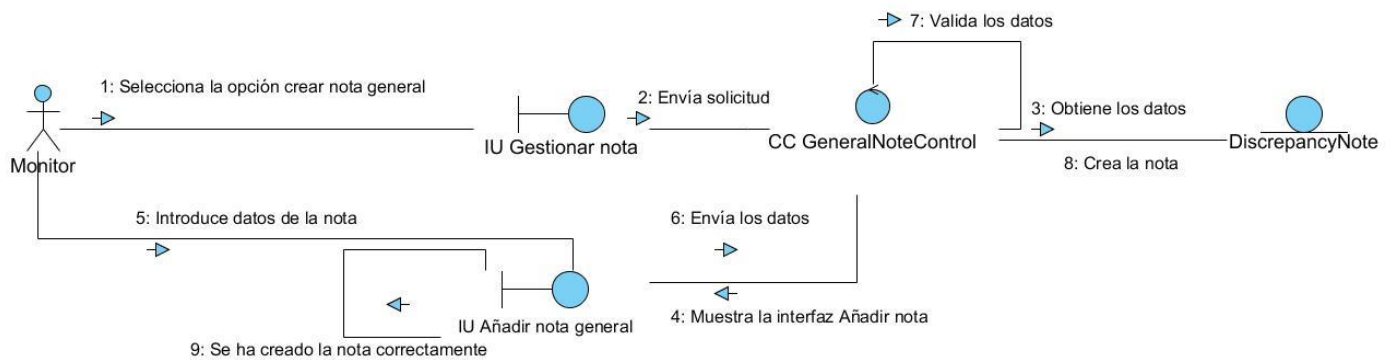 7: Valida los datos
1: Selecciona la opción crear nota general
2: Envía solicitud
3: Obtiene los datos
IU Gestionar nota
CC GeneralNoteControl
DiscrepancyNote
Monitor
8: Crea la nota
5: Introduce datos de la nota
6: Envía los datos
4: Muestra la interfaz Añadir nota
IU Añadir nota general
9: Se ha creado la nota correctamente